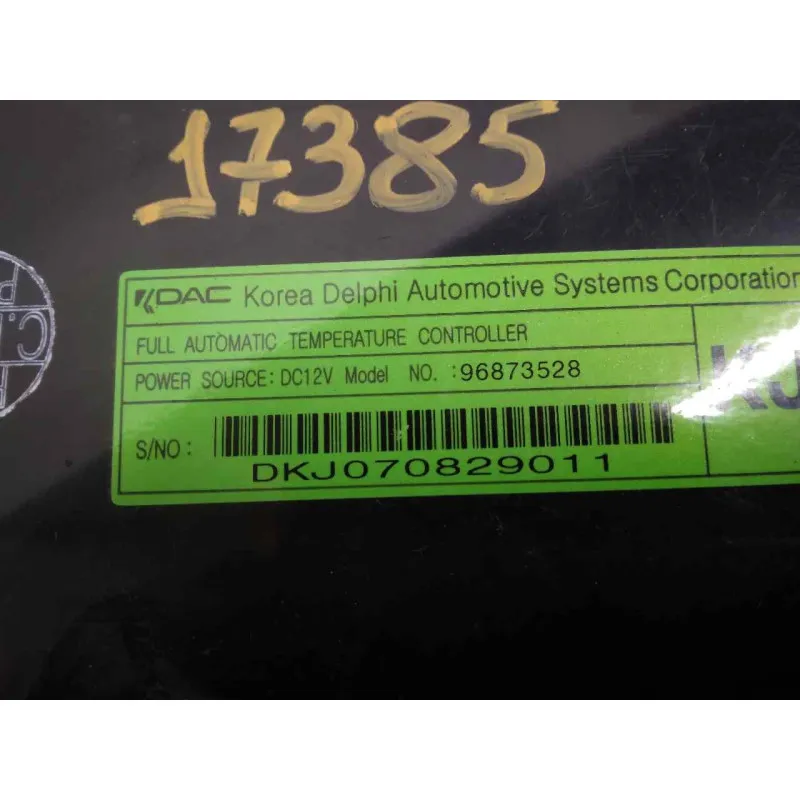 17385
KDAC Korea Delphi Automotive Systems Corporation
FULL AUTOMATIC TEMPERATURE CONTROLLER
POWER SOURCE: DC12V Model NO. :96873528
KJ
S/NO :
DKJ070829011